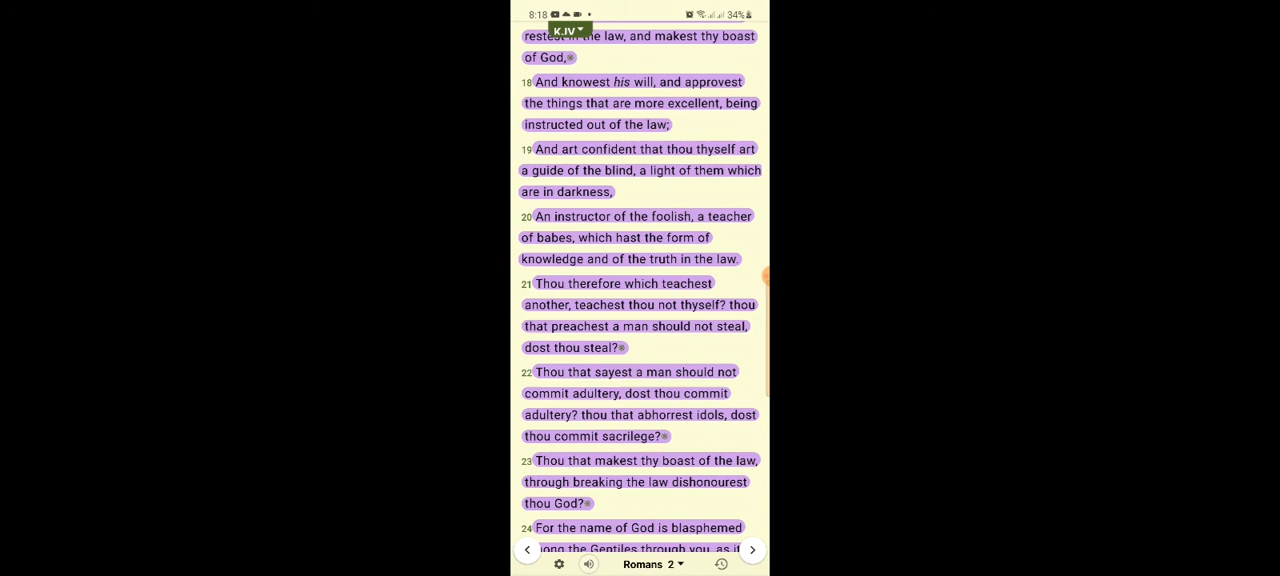 8:18 34%
KJV
restest in the law, and makest thy boast
of God,
18 And knowest his will, and approvest
the things that are more excellent, being
instructed out of the law;
19 And art confident that thou thyself art
a guide of the blind, a light of them which
are in darkness,
20 An instructor of the foolish, a teacher
of babes, which hast the form of
knowledge and of the truth in the law.
21 Thou therefore which teachest
another, teachest thou not thyself? thou
that preachest a man should not steal,
dost thou steal?
22 Thou that sayest a man should not
commit adultery, dost thou commit
adultery? thou that abhorrest idols, dost
thou commit sacrilege?
23 Thou that makest thy boast of the law,
through breaking the law dishonourest
thou God?
24 For the name of God is blasphemed
among the Gentiles through you, as it
Romans 2